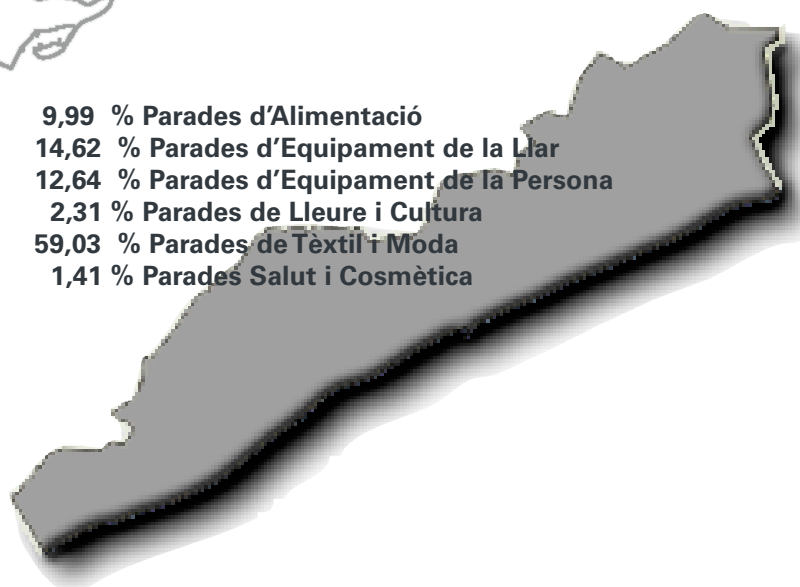 9,99 % Parades d'Alimentació
14,62 % Parades d'Equipament de la Llar
12,64 % Parades d'Equipament de la Persona
2,31 % Parades de Lleure i Cultura
59,03 % Parades de Tèxtil i Moda
1,41 % Parades Salut i Cosmètica